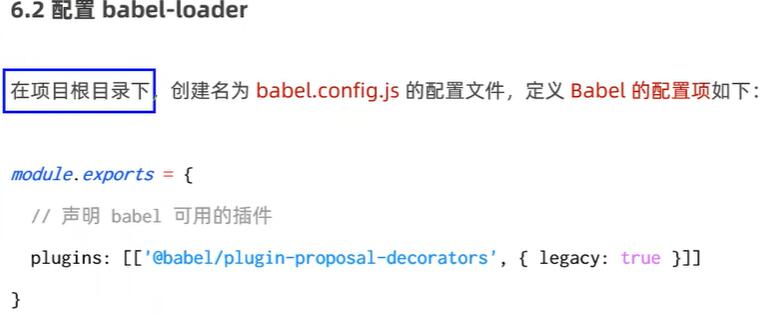 6.2 配置 babel-loader
在项目根目录下，创建名为 babel.config.js 的配置文件，定义 Babel 的配置项如下：
module.exports = {
// 声明 babel 可用的插件
plugins: [['@babel/plugin-proposal-decorators', { legacy: true }]]
}